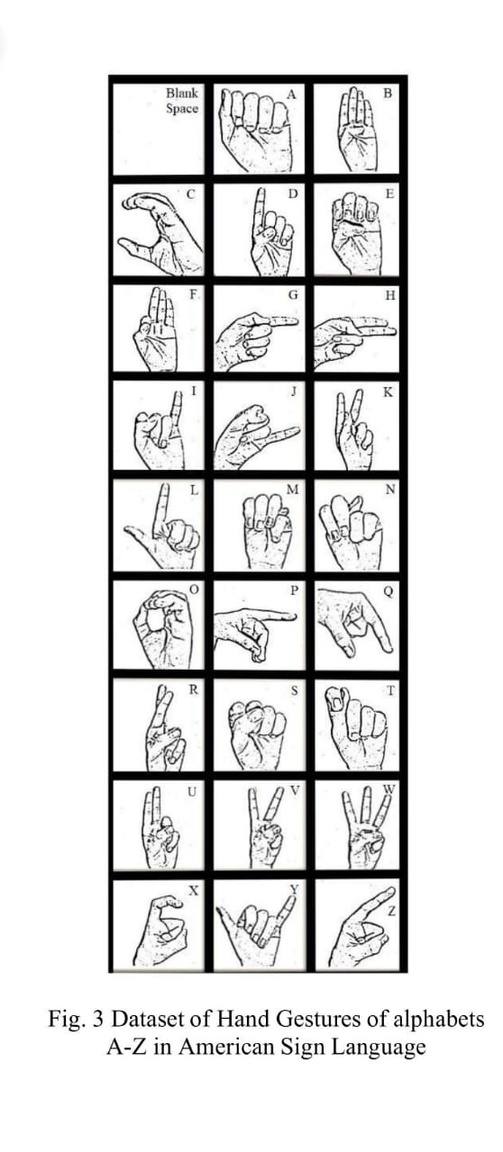 Blank
Space
A
B
C
D
E
F
G
H
I
J
K
L
M
N
O
P
Q
R
S
T
U
V
W
X
Y
Z
Fig. 3 Dataset of Hand Gestures of alphabets
A-Z in American Sign Language